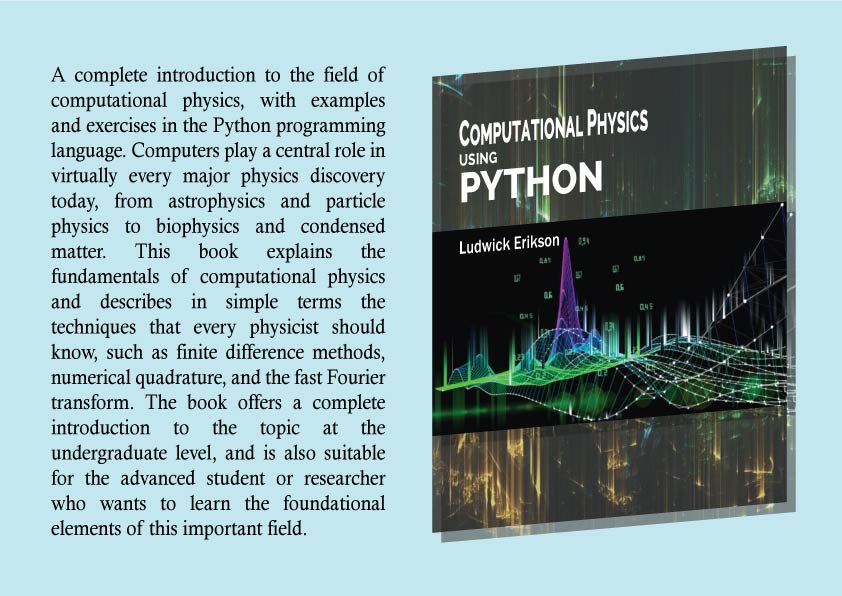 A complete introduction to the field of
computational physics, with examples
and exercises in the Python programming
language. Computers play a central role in
virtually every major physics discovery
today, from astrophysics and particle
physics to biophysics and condensed
matter. This book explains the
fundamentals of computational physics
and describes in simple terms the
techniques that every physicist should
know, such as finite difference methods,
numerical quadrature, and the fast Fourier
transform. The book offers a complete
introduction to the topic at the
undergraduate level, and is also suitable
for the advanced student or researcher
who wants to learn the foundational
elements of this important field.
COMPUTATIONAL PHYSICS
USING
PYTHON
Ludwick Erikson